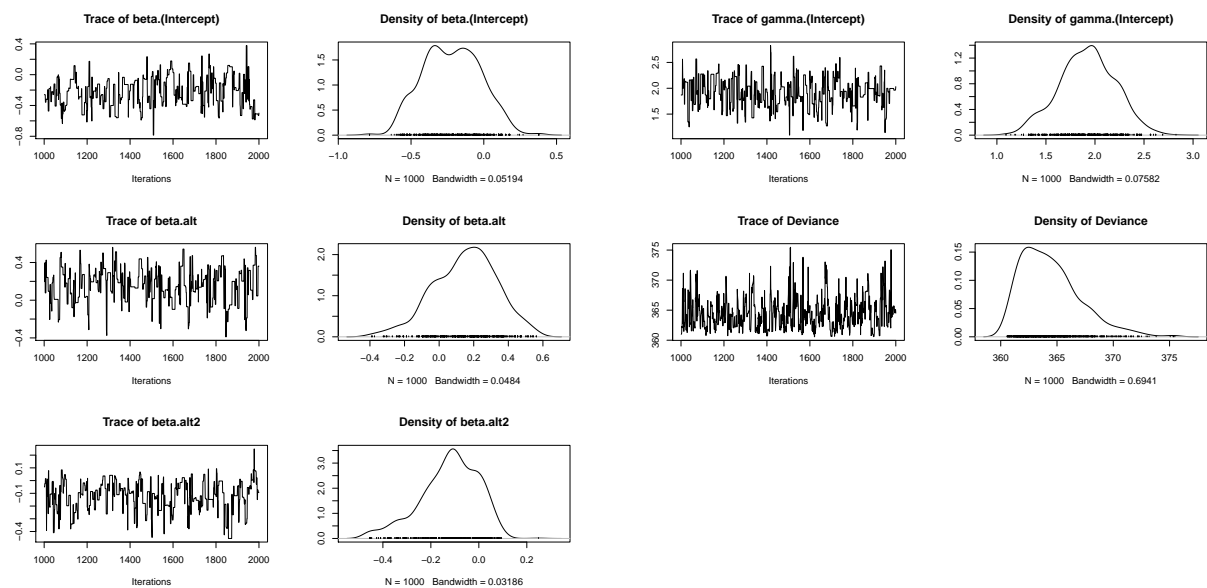 Trace of beta.(Intercept)
−0.8 −0.4 0.0 0.4
1000 1200 1400 1600 1800 2000
Iterations
Density of beta.(Intercept)
0.0 0.5 1.0 1.5
−1.0 −0.5 0.0 0.5
N = 1000 Bandwidth = 0.05194
Trace of gamma.(Intercept)
1.5 2.0 2.5
1000 1200 1400 1600 1800 2000
Iterations
Density of gamma.(Intercept)
0.0 0.4 0.8 1.2
1.0 1.5 2.0 2.5 3.0
N = 1000 Bandwidth = 0.07582
Trace of beta.alt
−0.4 0.0 0.4
1000 1200 1400 1600 1800 2000
Iterations
Density of beta.alt
0.0 1.0 2.0
−0.4 −0.2 0.0 0.2 0.4 0.6
N = 1000 Bandwidth = 0.0484
Trace of Deviance
360 365 370 375
1000 1200 1400 1600 1800 2000
Iterations
Density of Deviance
0.00 0.05 0.10 0.15
360 365 370 375
N = 1000 Bandwidth = 0.6941
Trace of beta.alt2
−0.4 −0.1 0.1
1000 1200 1400 1600 1800 2000
Iterations
Density of beta.alt2
0.0 1.0 2.0 3.0
−0.4 −0.2 0.0 0.2
N = 1000 Bandwidth = 0.03186